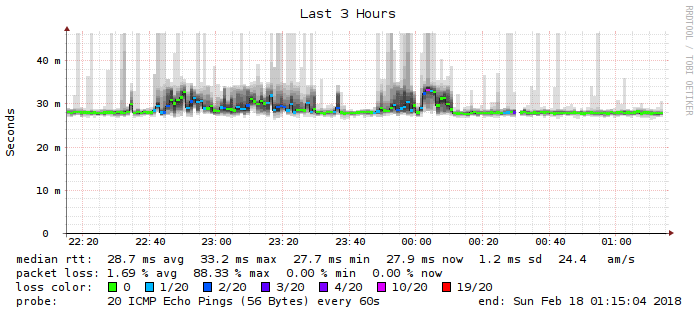 Last 3 Hours
RRDTOOL / TOBI OETIKER
Seconds
40 m
30 m
20 m
10 m
0
22:20 22:40 23:00 23:20 23:40 00:00 00:20 00:40 01:00
median rtt: 28.7 ms avg 33.2 ms max 27.7 ms min 27.9 ms now 1.2 ms sd 24.4 am/s
packet loss: 1.69 % avg 88.33 % max 0.00 % min 0.00 % now
loss color: 0 1/20 2/20 3/20 4/20 10/20 19/20
probe: 20 ICMP Echo Pings (56 Bytes) every 60s end: Sun Feb 18 01:15:04 2018